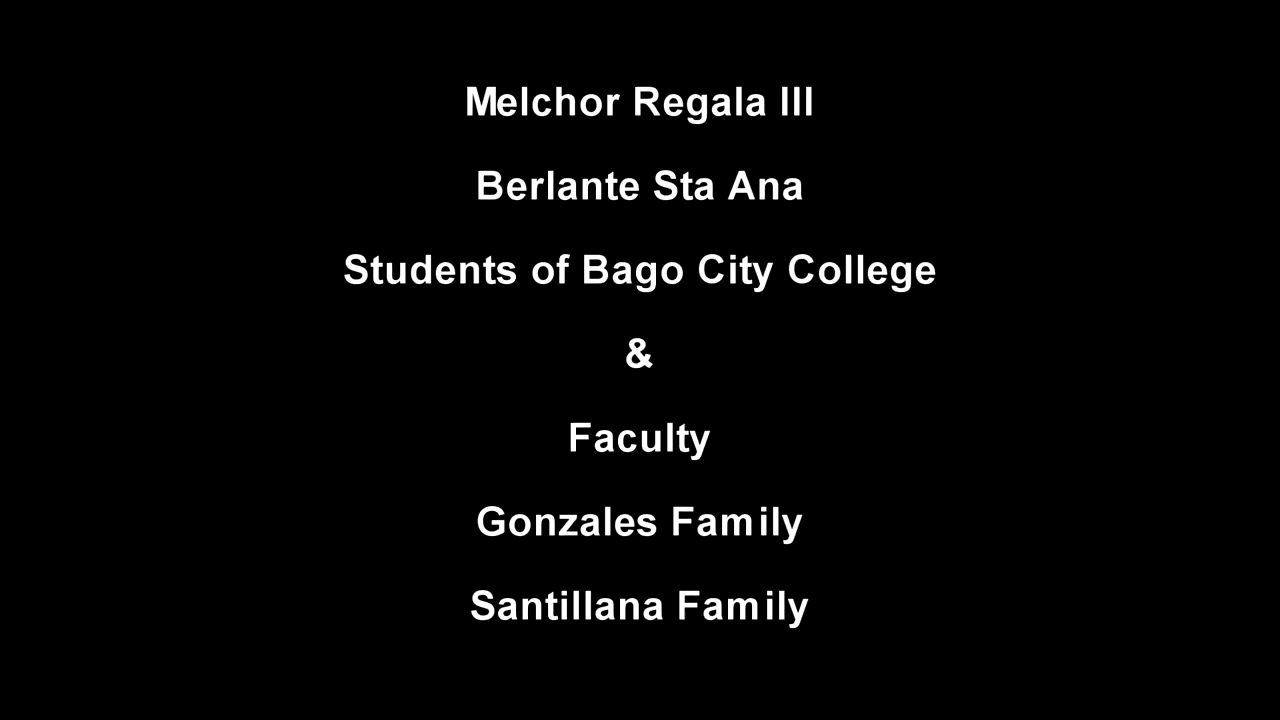 Melchor Regala III
Berlante Sta Ana
Students of Bago City College
&
Faculty
Gonzales Family
Santillana Family